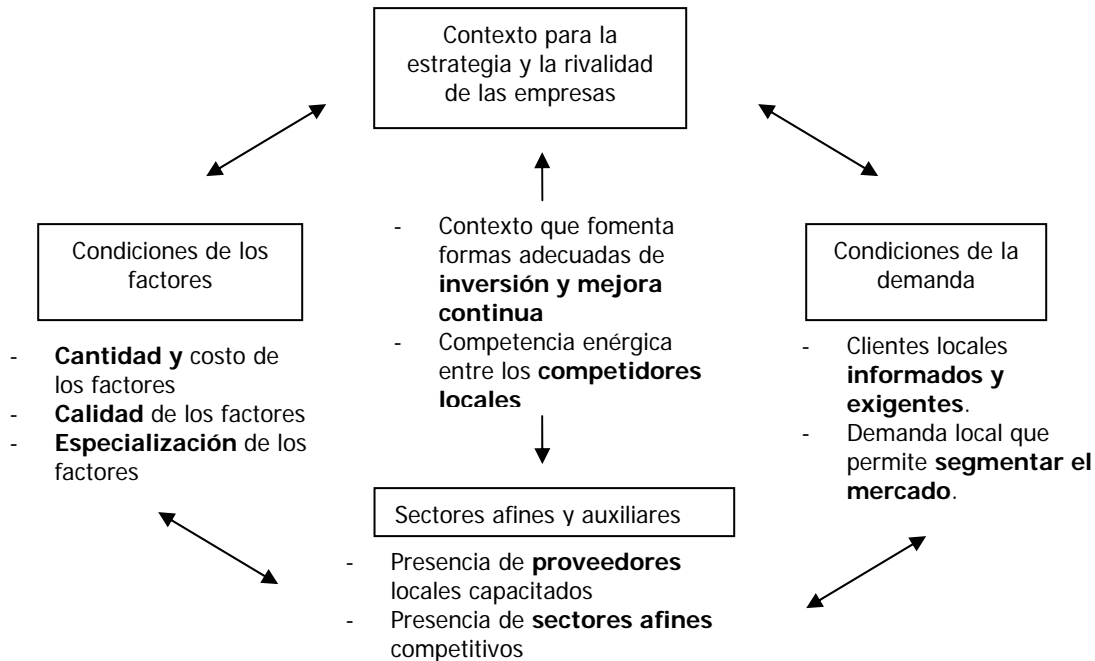 Contexto para la
estrategia y la rivalidad
de las empresas
Condiciones de los
factores
- Cantidad y costo de
los factores
- Calidad de los factores
- Especialización de los
factores
- Contexto que fomenta
formas adecuadas de
inversión y mejora
continua
- Competencia enérgica
entre los competidores
locales
Condiciones de la
demanda
- Clientes locales
informados y
exigentes.
- Demanda local que
permite segmentar el
mercado.
Sectores afines y auxiliares
- Presencia de proveedores
locales capacitados
- Presencia de sectores afines
competitivos